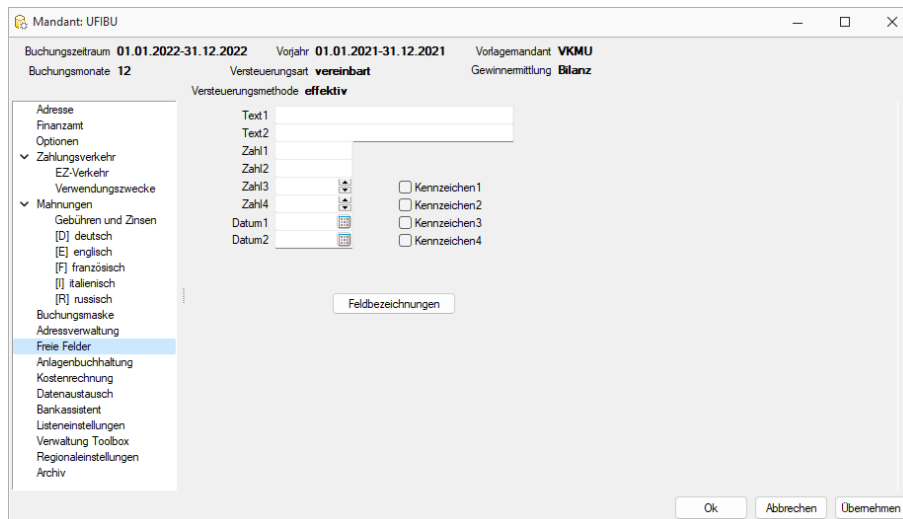 Mandant: UFIBU
Buchungszeitraum 01.01.2022-31.12.2022 Vorjahr 01.01.2021-31.12.2021 Vorlagemandant VKMU
Buchungsmonate 12 Versteuerungsart vereinbart Gewinnermittlung Bilanz
Versteuerungsmethode effektiv
Adresse
Finanzamt
Optionen
Zahlungsverkehr
EZ-Verkehr
Verwendungszwecke
Mahnungen
Gebühren und Zinsen
[D] deutsch
[E] englisch
[F] französisch
[I] italienisch
[R] russisch
Buchungsmaske
Adressverwaltung
Freie Felder
Anlagenbuchhaltung
Kostenrechnung
Datenaustausch
Bankassistent
Listeneinstellungen
Verwaltung Toolbox
Regionaleinstellungen
Archiv
Text1
Text2
Zahl1
Zahl2
Zahl3 Kennzeichen1
Zahl4 Kennzeichen2
Datum1 Kennzeichen3
Datum2 Kennzeichen4
Feldbezeichnungen
Ok Abbrechen Übernehmen